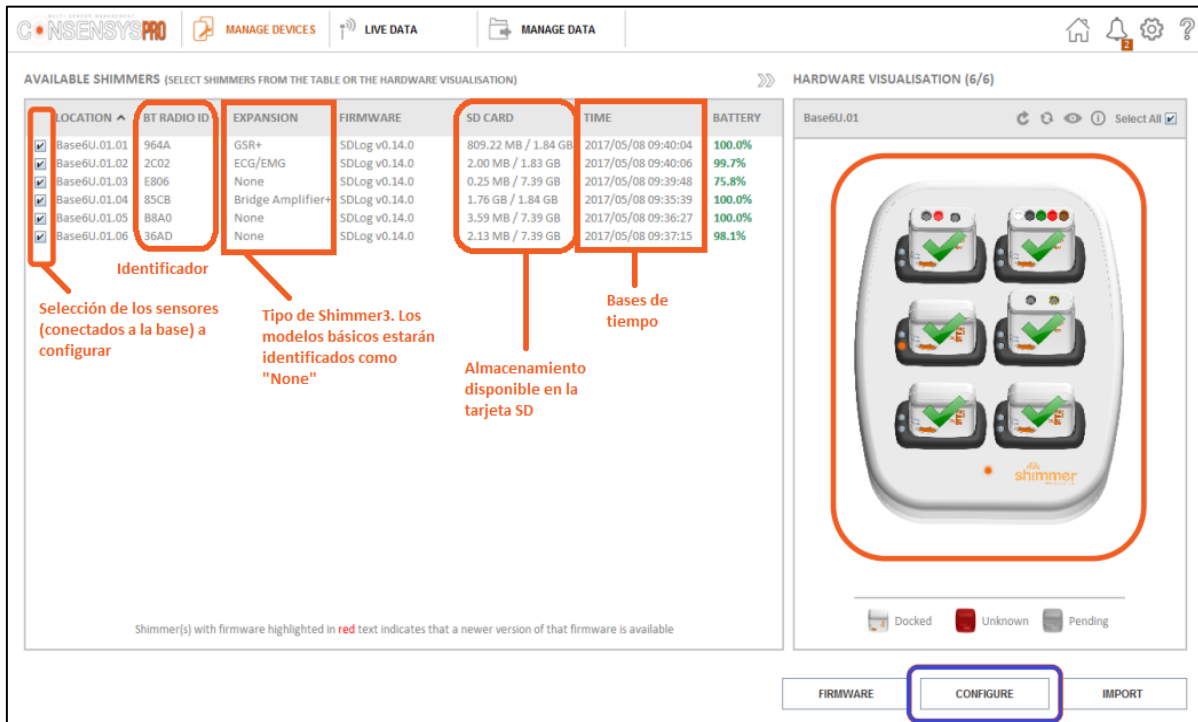 MULTI SENSOR MANAGEMENT
CONSENSYSPRO
MANAGE DEVICES
LIVE DATA
MANAGE DATA
2
?
AVAILABLE SHIMMERS (SELECT SHIMMERS FROM THE TABLE OR THE HARDWARE VISUALISATION)
HARDWARE VISUALISATION (6/6)
LOCATION BT RADIO ID EXPANSION FIRMWARE SD CARD TIME BATTERY
Base6U.01.01 964A GSR+ SDLog v0.14.0 809.22 MB / 1.84 GB 2017/05/08 09:40:04 100.0%
Base6U.01.02 2C02 ECG/EMG SDLog v0.14.0 2.00 MB / 1.83 GB 2017/05/08 09:40:06 99.7%
Base6U.01.03 E806 None SDLog v0.14.0 0.25 MB / 7.39 GB 2017/05/08 09:39:48 75.8%
Base6U.01.04 85CB Bridge Amplifier+ SDLog v0.14.0 1.76 GB / 1.84 GB 2017/05/08 09:35:39 100.0%
Base6U.01.05 B8A0 None SDLog v0.14.0 3.59 MB / 7.39 GB 2017/05/08 09:36:27 100.0%
Base6U.01.06 36AD None SDLog v0.14.0 2.13 MB / 7.39 GB 2017/05/08 09:37:15 98.1%
Identificador
Selección de los sensores
(conectados a la base) a
configurar
Tipo de Shimmer3. Los
modelos básicos estarán
identificados como
"None"
Almacenamiento
disponible en la
tarjeta SD
Bases de
tiempo
Shimmer(s) with firmware highlighted in red text indicates that a newer version of that firmware is available
Base6U.01
Select All
shimmer
Docked
Unknown
Pending
FIRMWARE
CONFIGURE
IMPORT